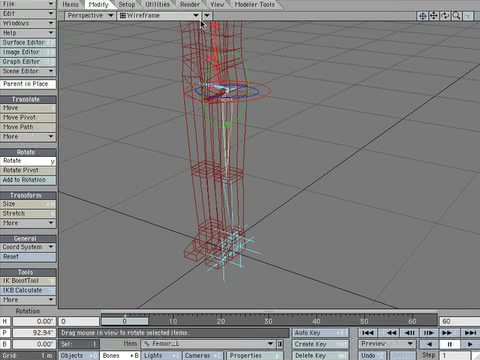 File Items Modify Setup Utilities Render View Modeler Tools
Edit Perspective Wireframe
Windows
Help
Surface Editor
Image Editor
Graph Editor
Scene Editor
Parent in Place
Translate
Move
Move Pivot
Move Path
More
Rotate
Rotate y
Rotate Pivot
Add to Rotation
Transform
Size
Stretch
More
General
Coord System
Reset
Tools
IK BoostTool
IKB Calculate
More
Rotation
H 0.00° 0 10 20 30 40 50 60 60
P 92.94° Drag mouse in view to rotate selected items. Auto Key
B 0.00° Sel: 1 Item Femur_L Create Key Preview
Grid: 1 m Objects Bones Lights Cameras Properties Delete Key Step 1